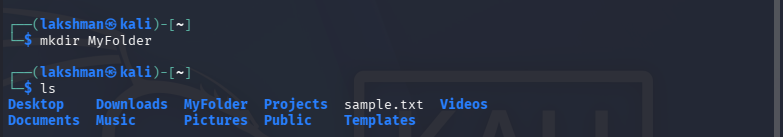 ┌──(lakshman㉿kali)-[~]
└─$ mkdir MyFolder
┌──(lakshman㉿kali)-[~]
└─$ ls
Desktop    Downloads  MyFolder  Projects  sample.txt  Videos
Documents  Music      Pictures  Public    Templates
KALI